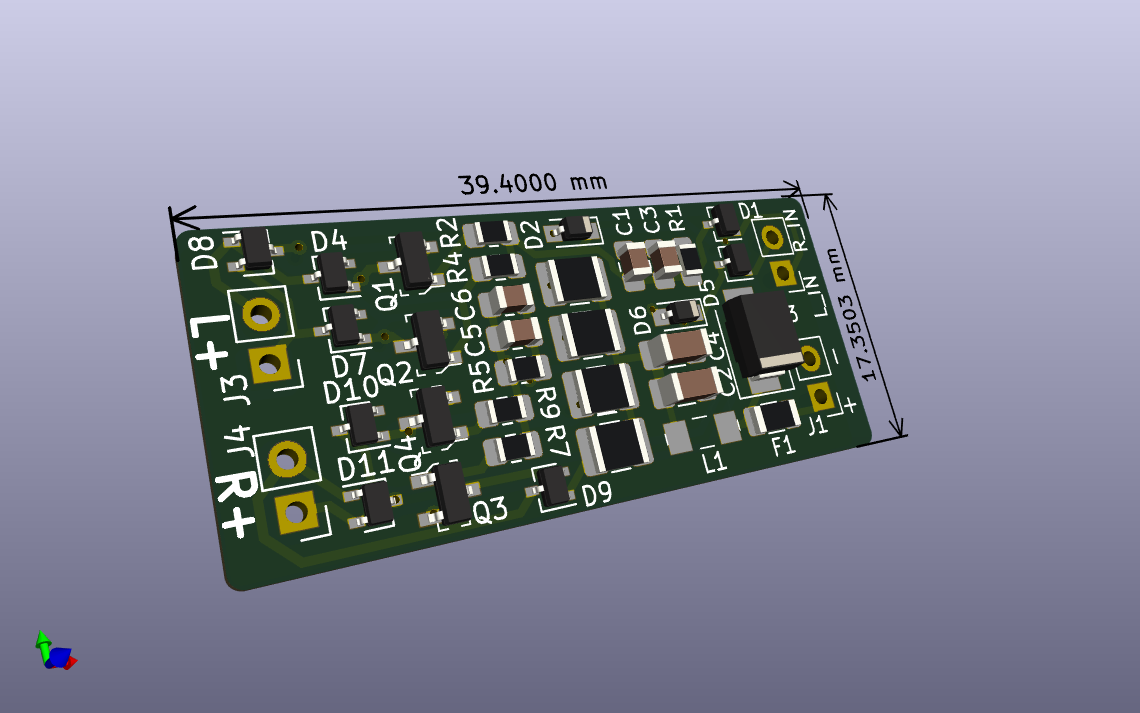 39.4000 mm
17.3503 mm
D8
D4
R2
D2
C1
C3
R1
D1
R_IN
Q1
R4
C6
D5
L_IN
L+
D7
Q2
C5
D6
C4
3
J3
D10
R5
C2
-
R6
J4
D11
Q4
R7
L1
F1
J1
+
R+
Q3
D9